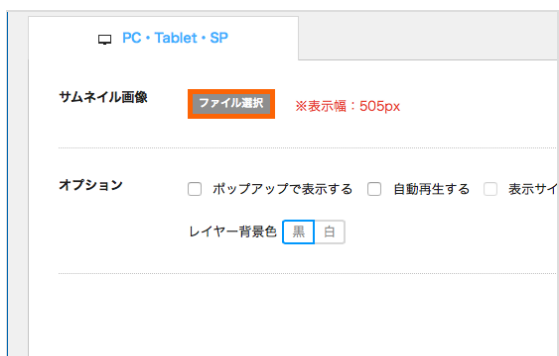 PC・Tablet・SP
サムネイル画像 ファイル選択 ※表示幅：505px
オプション ポップアップで表示する 自動再生する 表示サイ
レイヤー背景色 黒 白